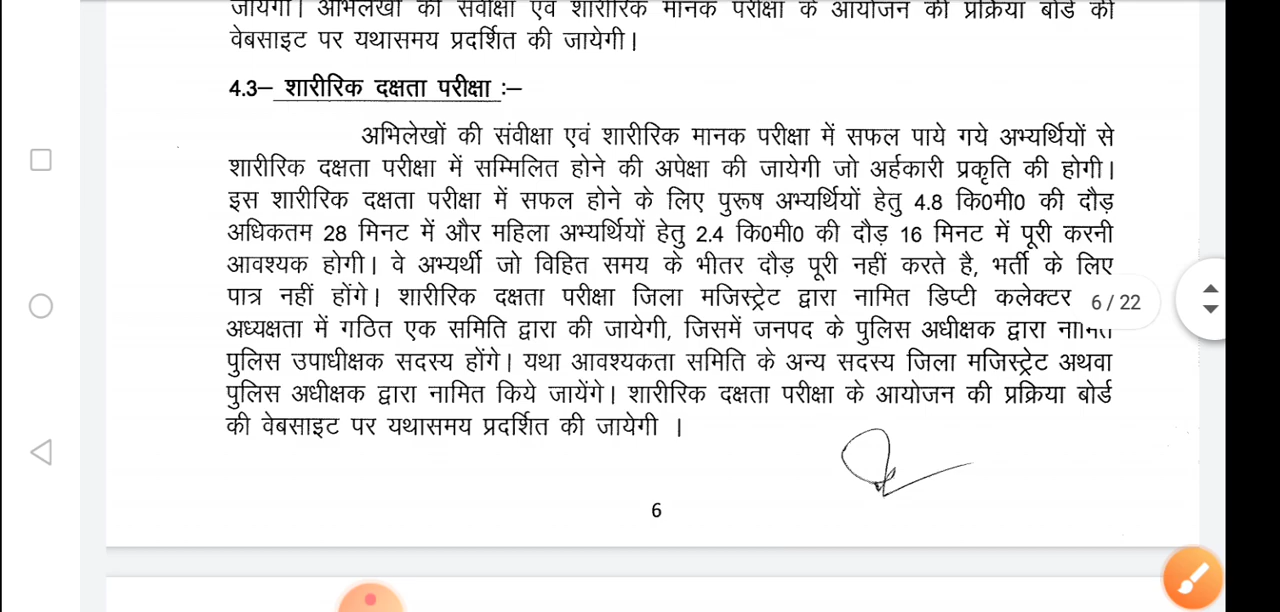 जायेगी। अभिलेखों की संवीक्षा एवं शारीरिक मानक परीक्षा के आयोजन की प्रक्रिया बोर्ड की
वेबसाइट पर यथासमय प्रदर्शित की जायेगी।
4.3– शारीरिक दक्षता परीक्षा :–
अभिलेखों की संवीक्षा एवं शारीरिक मानक परीक्षा में सफल पाये गये अभ्यर्थियों से
शारीरिक दक्षता परीक्षा में सम्मिलित होने की अपेक्षा की जायेगी जो अर्हकारी प्रकृति की होगी।
इस शारीरिक दक्षता परीक्षा में सफल होने के लिए पुरूष अभ्यर्थियों हेतु 4.8 कि0मी0 की दौड़
अधिकतम 28 मिनट में और महिला अभ्यर्थियों हेतु 2.4 कि0मी0 की दौड़ 16 मिनट में पूरी करनी
आवश्यक होगी। वे अभ्यर्थी जो विहित समय के भीतर दौड़ पूरी नहीं करते है, भर्ती के लिए
पात्र नहीं होंगे। शारीरिक दक्षता परीक्षा जिला मजिस्ट्रेट द्वारा नामित डिप्टी कलेक्टर
6 / 22
अध्यक्षता में गठित एक समिति द्वारा की जायेगी, जिसमें जनपद के पुलिस अधीक्षक द्वारा नामित
पुलिस उपाधीक्षक सदस्य होंगे। यथा आवश्यकता समिति के अन्य सदस्य जिला मजिस्ट्रेट अथवा
पुलिस अधीक्षक द्वारा नामित किये जायेंगे। शारीरिक दक्षता परीक्षा के आयोजन की प्रक्रिया बोर्ड
की वेबसाइट पर यथासमय प्रदर्शित की जायेगी ।
6